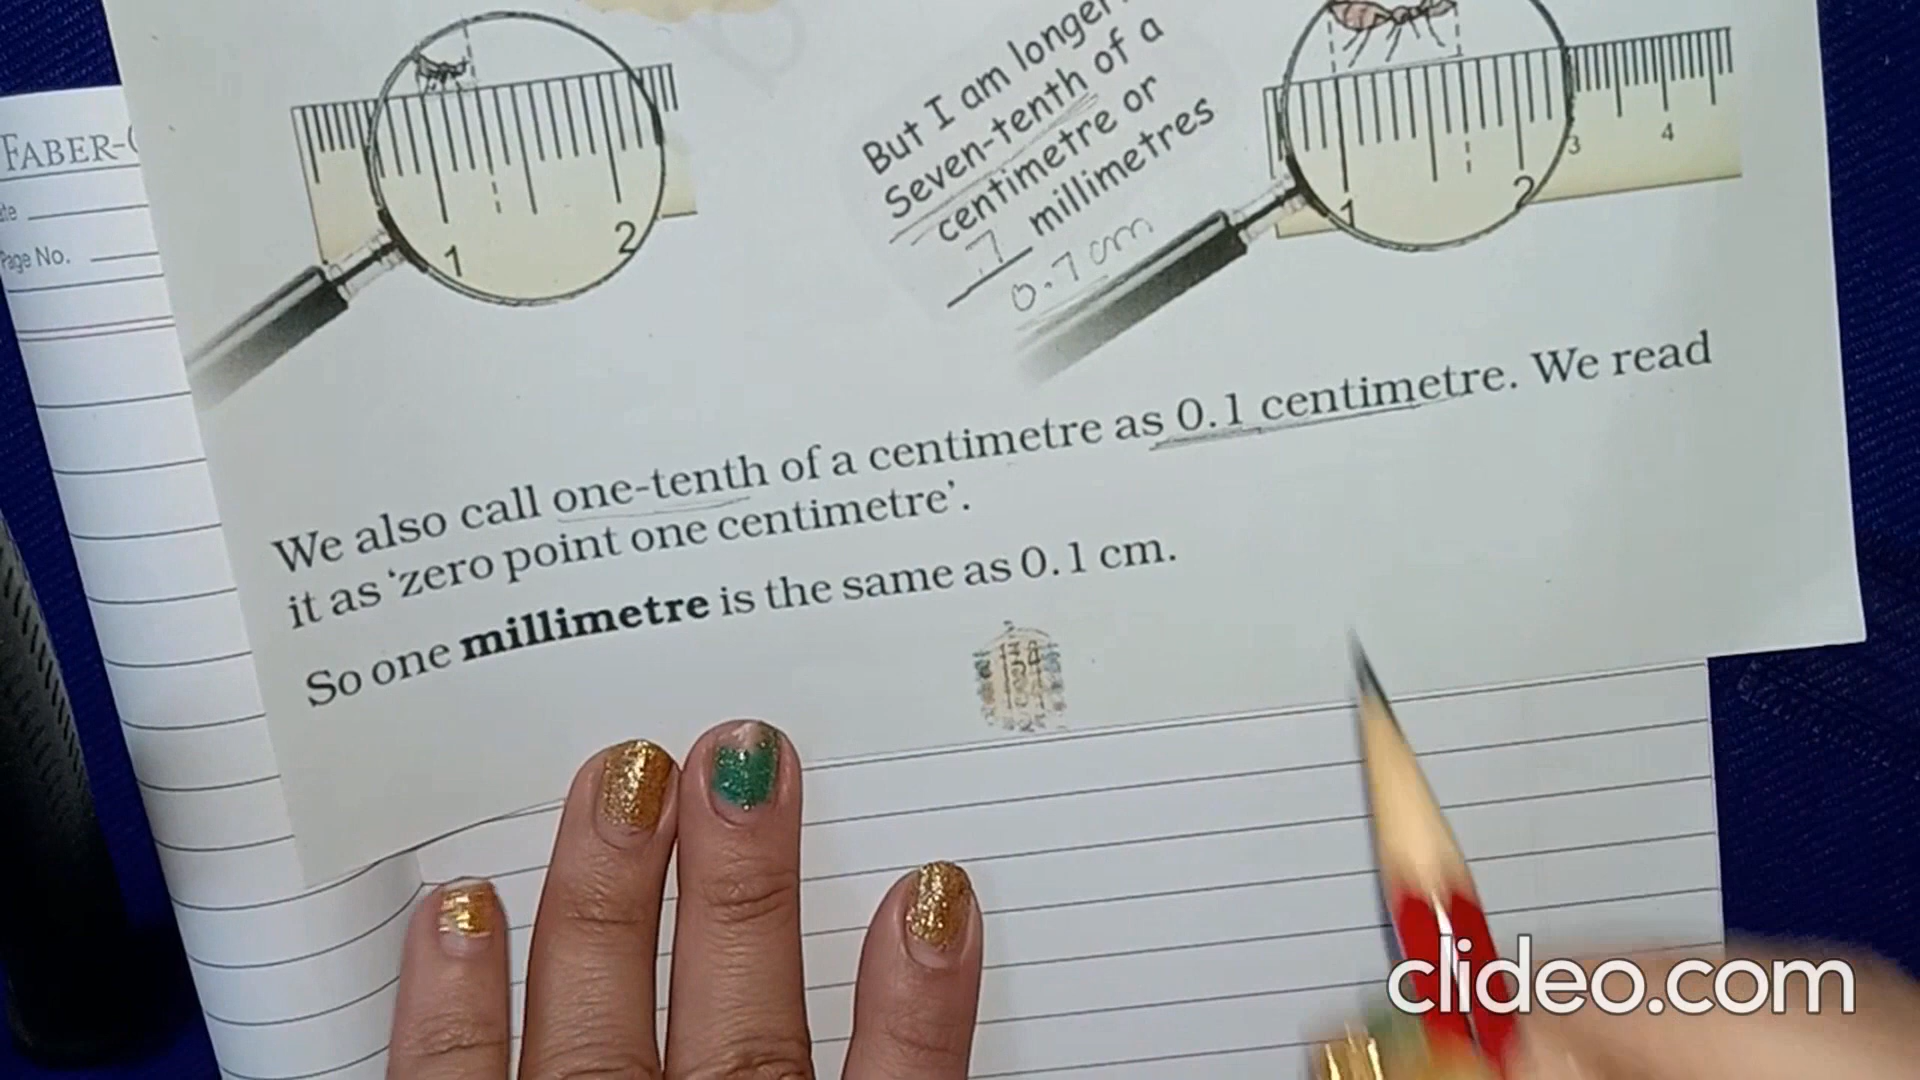 FABER-
Page No.
1
2
But I am longer
Seven-tenth of a
centimetre or
7 millimetres
0.7 cm
1
2
3
4
We also call one-tenth of a centimetre as 0.1 centimetre. We read
it as ‘zero point one centimetre’.
So one millimetre is the same as 0.1 cm.
clideo.com